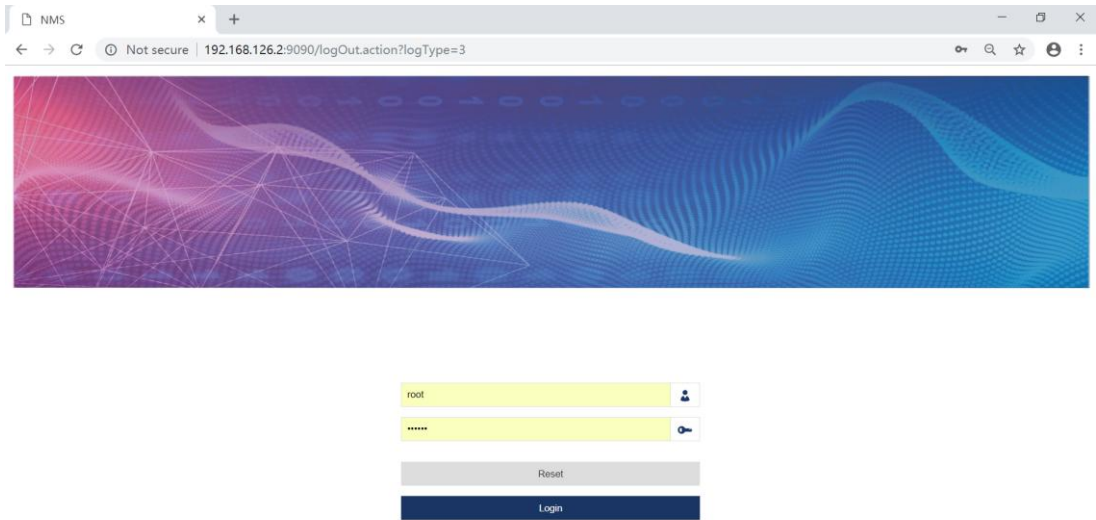 NMS
Not secure | 192.168.126.2:9090/logOut.action?logType=3
root
••••••
Reset
Login